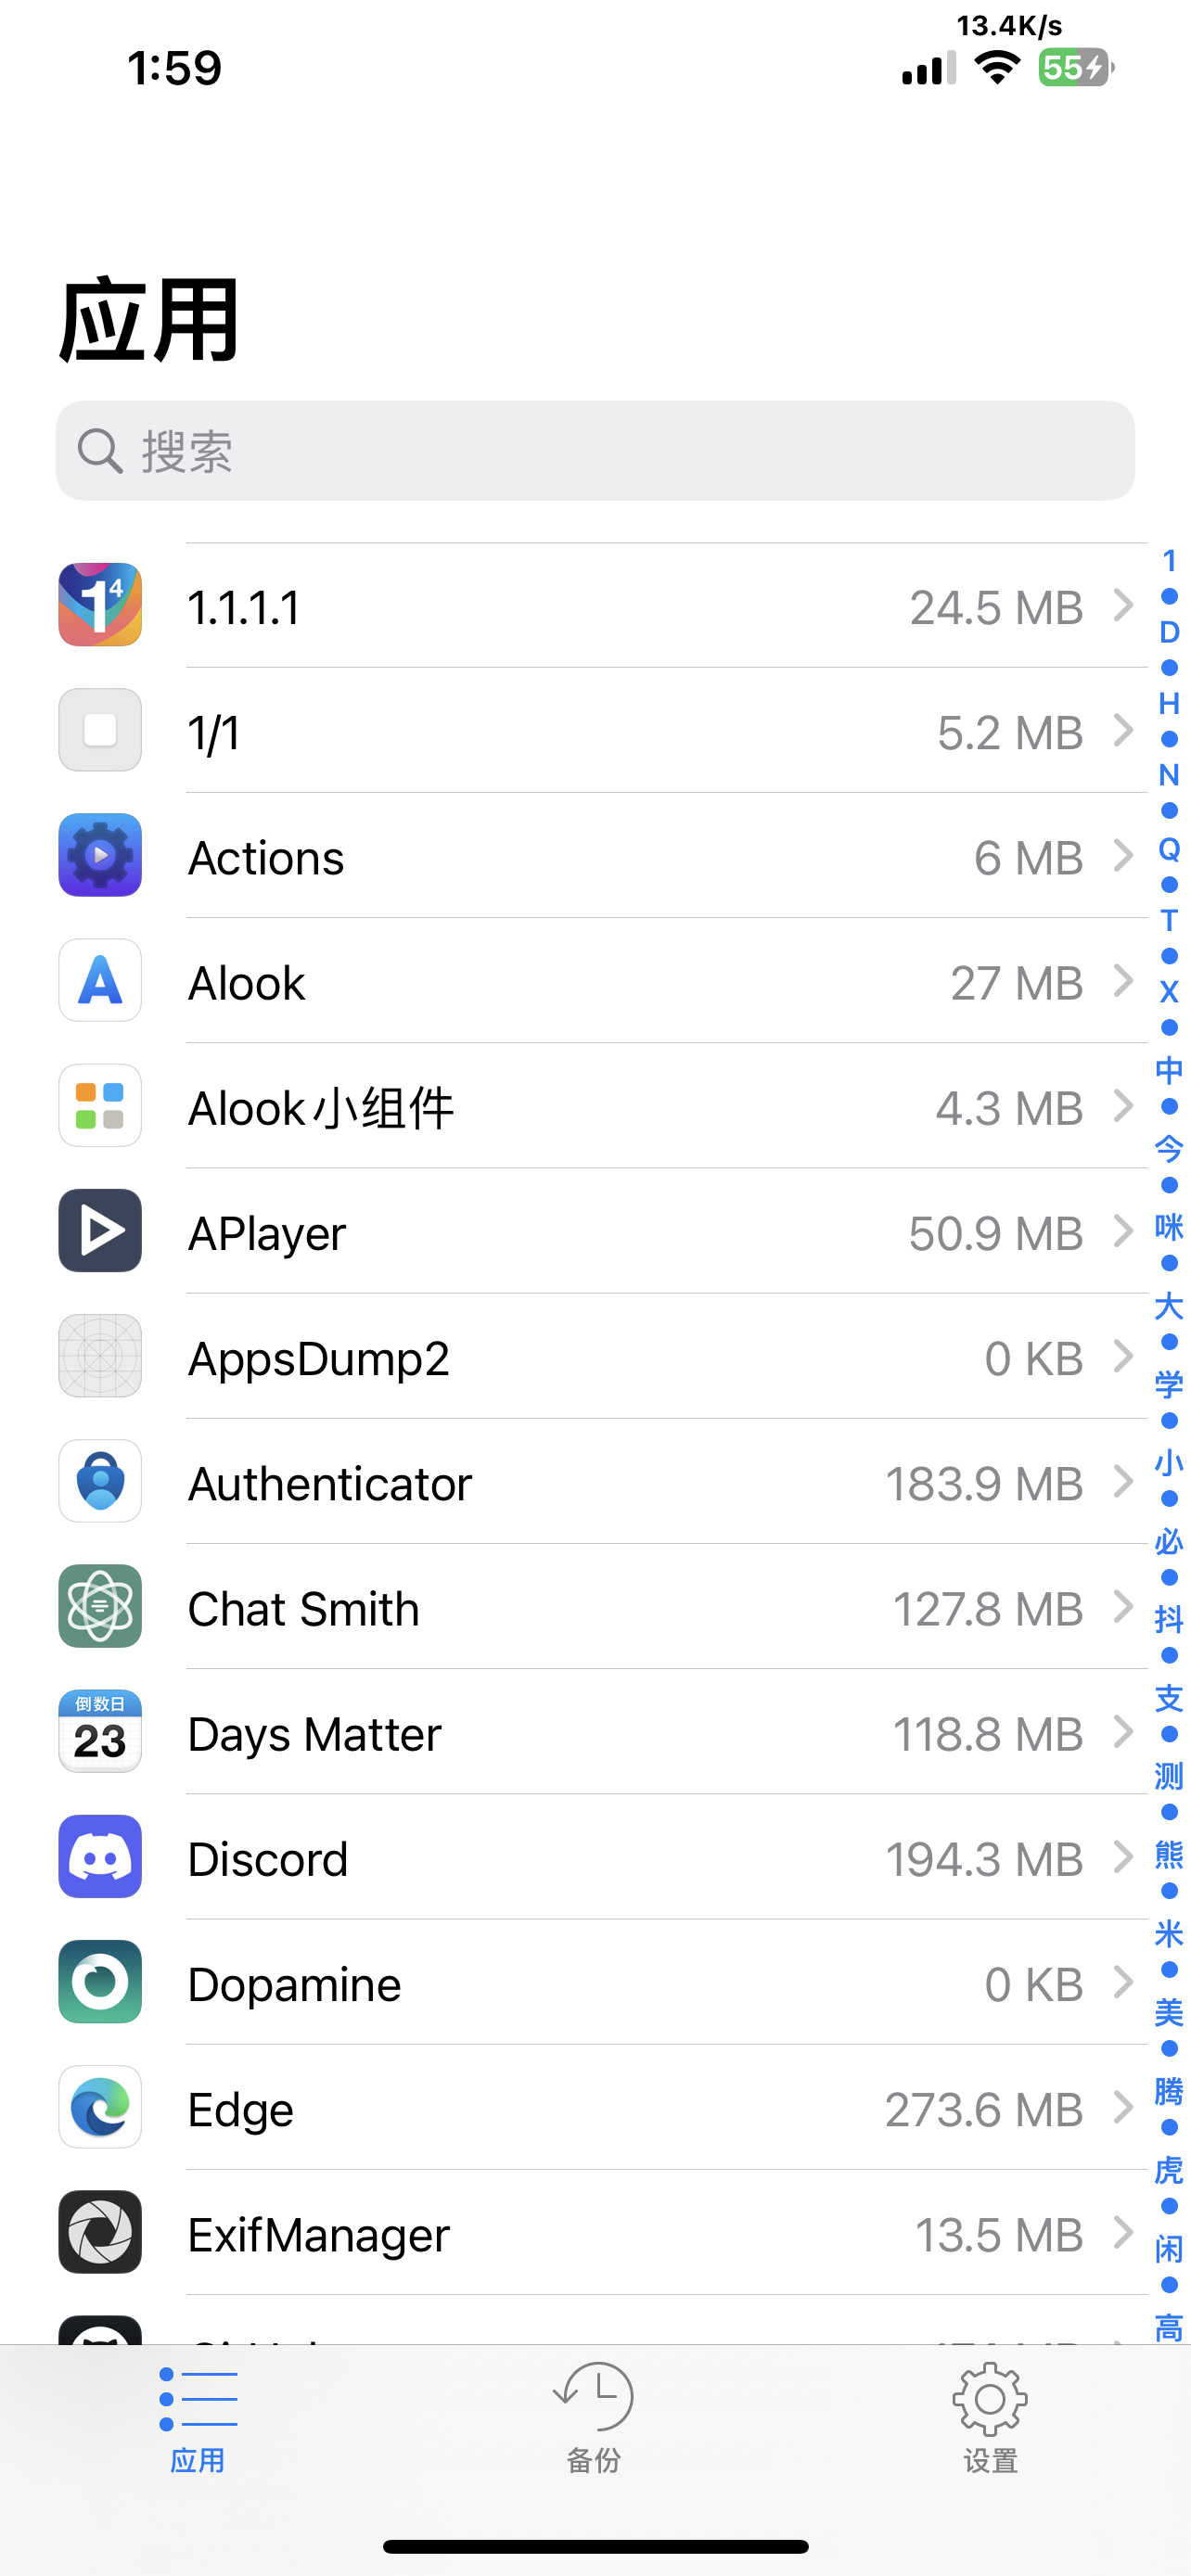 13.4K/s
1:59
55
应用
搜索
1.1.1.1 24.5 MB
1/1 5.2 MB
Actions 6 MB
Alook 27 MB
Alook小组件 4.3 MB
APlayer 50.9 MB
AppsDump2 0 KB
Authenticator 183.9 MB
Chat Smith 127.8 MB
倒数日
23
Days Matter 118.8 MB
Discord 194.3 MB
Dopamine 0 KB
Edge 273.6 MB
ExifManager 13.5 MB
1
D
H
N
Q
T
X
中
今
咪
大
学
小
必
抖
支
测
熊
米
美
腾
虎
闲
高
应用
备份
设置